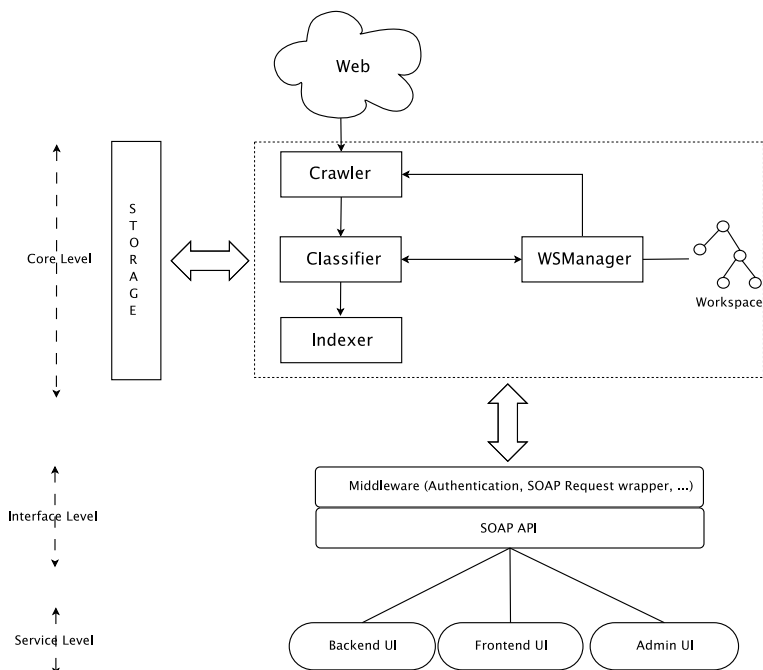 Web
Crawler
STORAGE
Core Level
Classifier
WSManager
Workspace
Indexer
Middleware (Authentication, SOAP Request wrapper, ...)
Interface Level
SOAP API
Service Level
Backend UI
Frontend UI
Admin UI